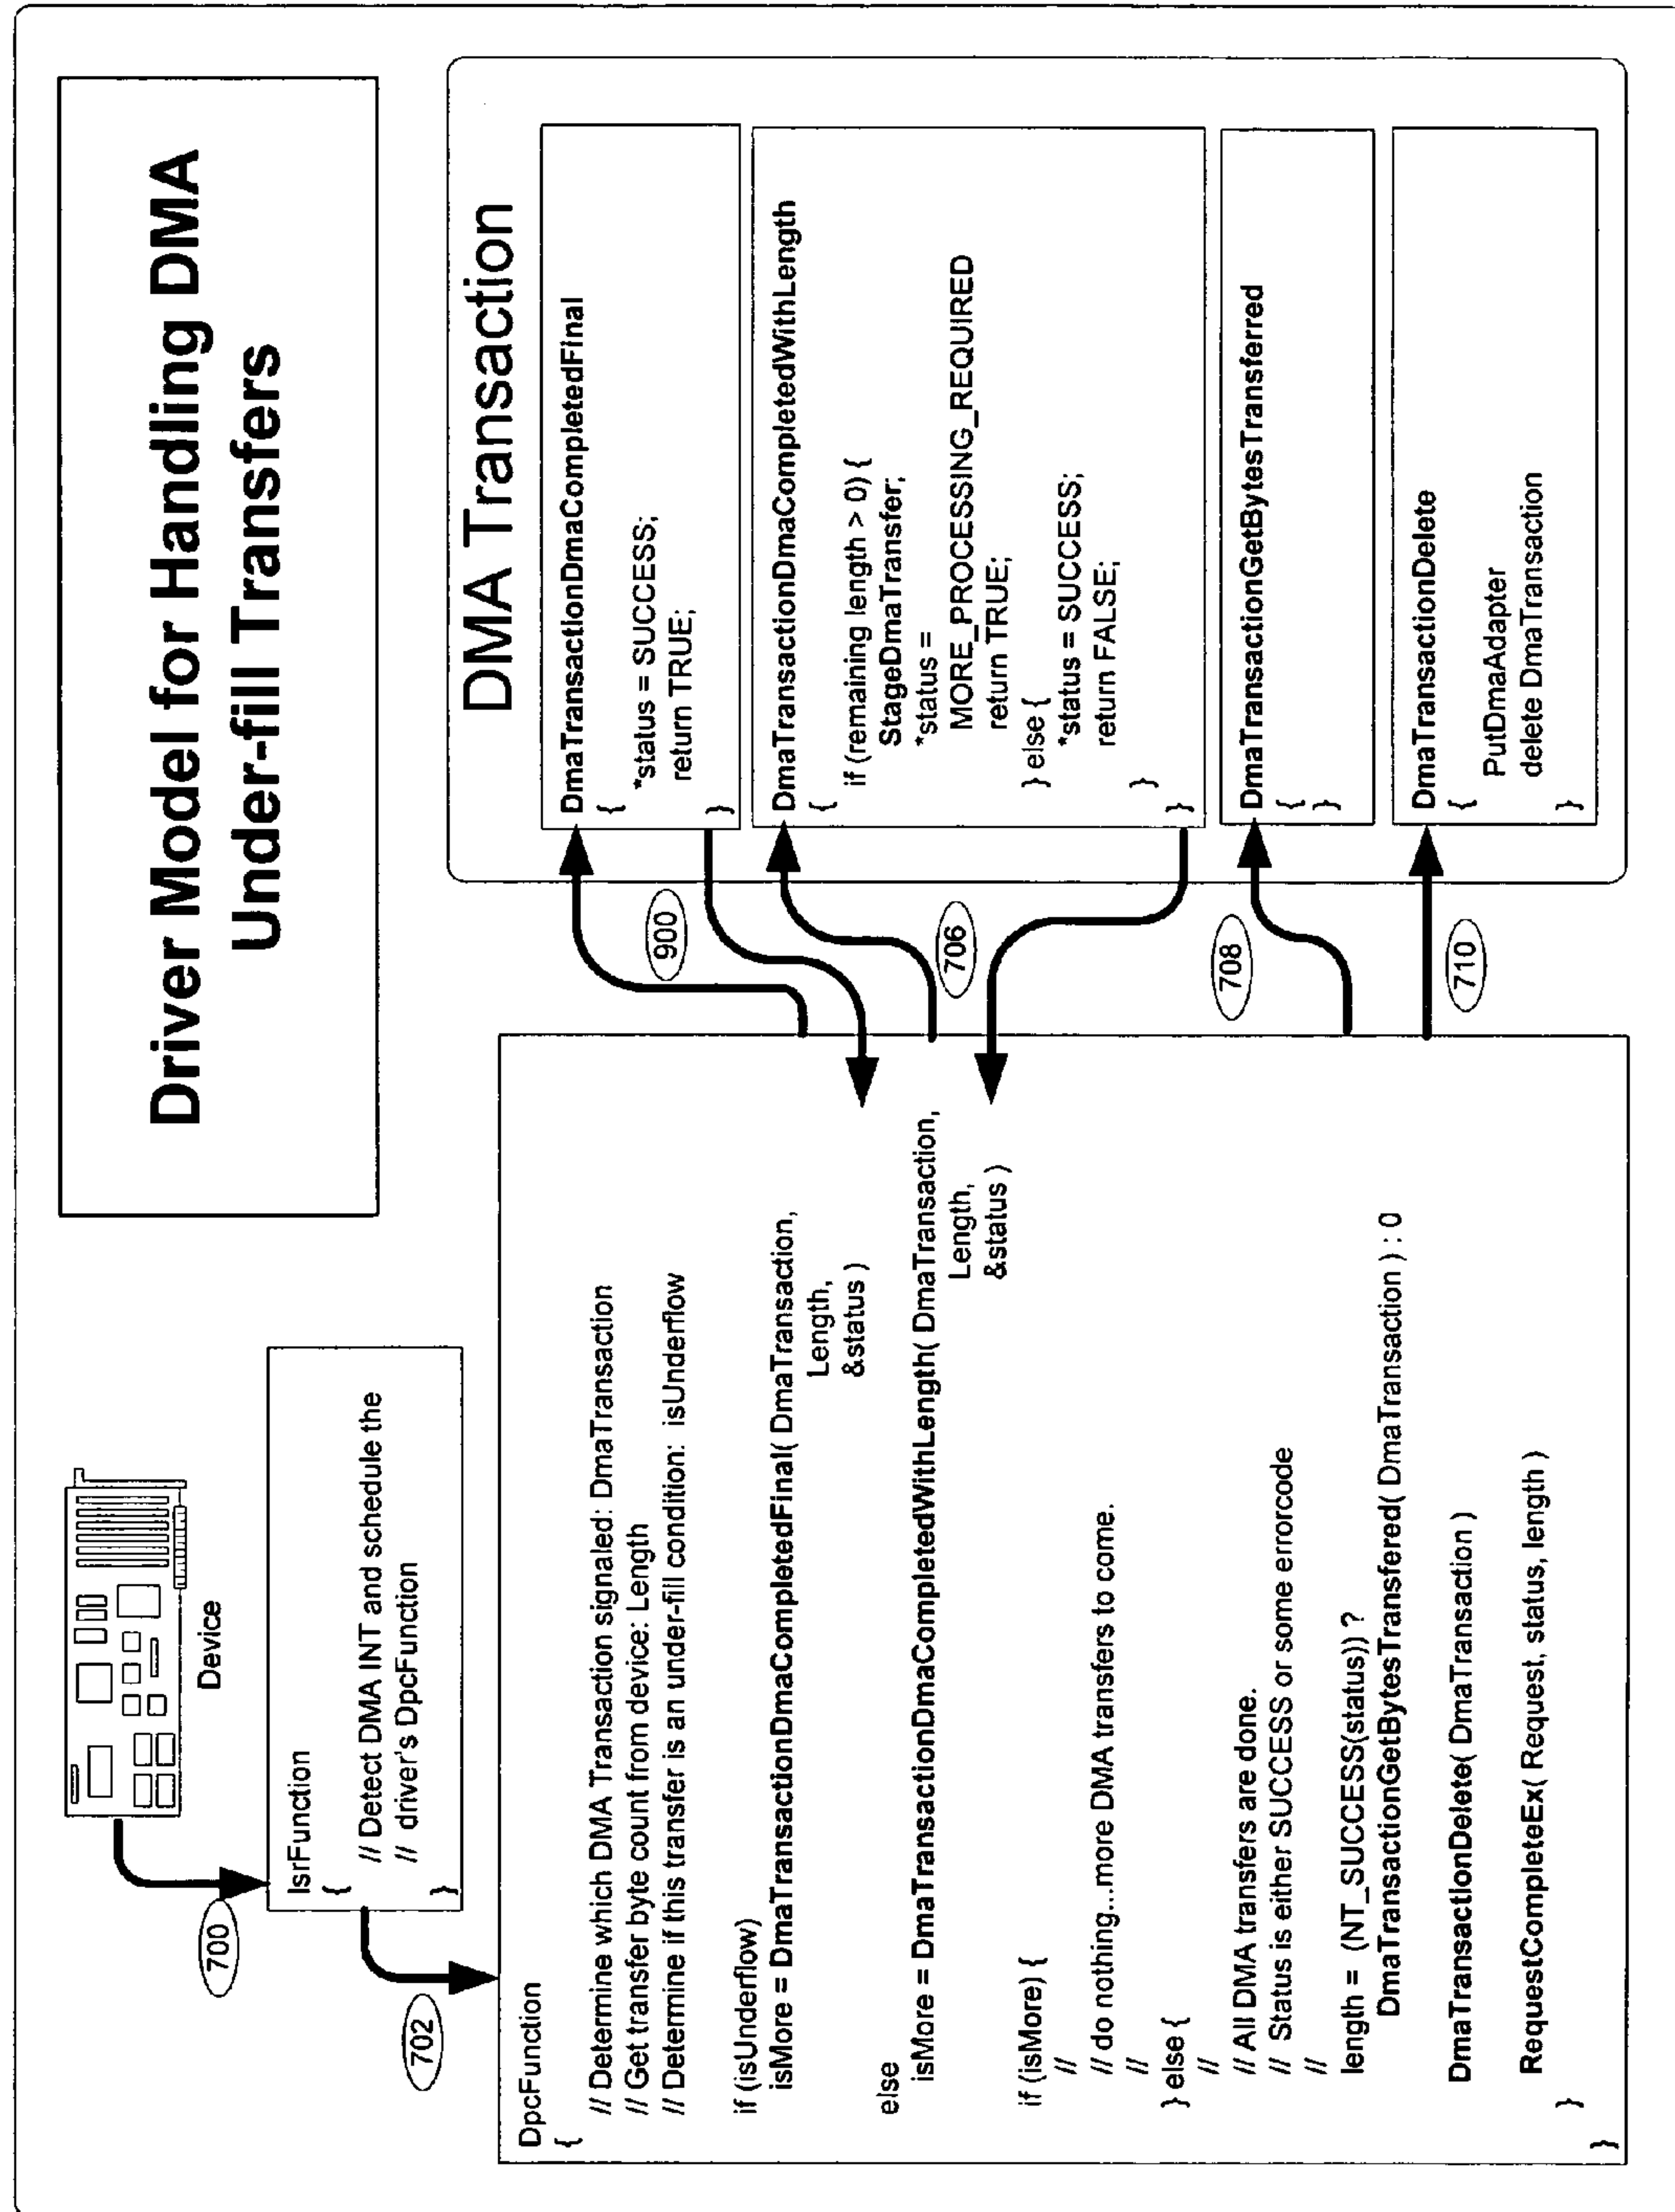 Driver Model for Handling DMA
Under-fill Transfers
Device
700
IsrFunction
{
// Detect DMA INT and schedule the
// driver's DpcFunction
}
702
DpcFunction
{
// Determine which DMA Transaction signaled: DmaTransaction
// Get transfer byte count from device: Length
// Determine if this transfer is an under-fill condition: isUnderflow
if (isUnderflow)
isMore = DmaTransactionDmaCompletedFinal( DmaTransaction,
Length,
&status )
else
isMore = DmaTransactionDmaCompletedWithLength( DmaTransaction,
Length,
&status )
if (isMore) {
//
// do nothing...more DMA transfers to come.
//
} else {
//
// All DMA transfers are done.
// Status is either SUCCESS or some errorcode
//
length = (NT_SUCCESS(status)) ?
DmaTransactionGetBytesTransfered( DmaTransaction ) : 0
DmaTransactionDelete( DmaTransaction )
RequestCompleteEx( Request, status, length )
}
}
900
706
708
710
DMA Transaction
DmaTransactionDmaCompletedFinal
{
*status = SUCCESS;
return TRUE;
}
DmaTransactionDmaCompletedWithLength
{
if (remaining length > 0) {
StageDmaTransfer;
*status =
MORE_PROCESSING_REQUIRED
return TRUE;
} else {
*status = SUCCESS;
return FALSE;
}
}
DmaTransactionGetBytesTransferred
{
}
DmaTransactionDelete
{
PutDmaAdapter
delete DmaTransaction
}